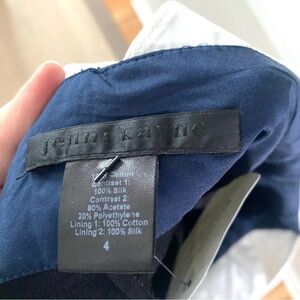 jenni kayne
Cotton
Contrast 1:
100% Silk
Contrast 2:
80% Acetate
20% Polyethylene
Lining 1: 100% Cotton
Lining 2: 100% Silk
4